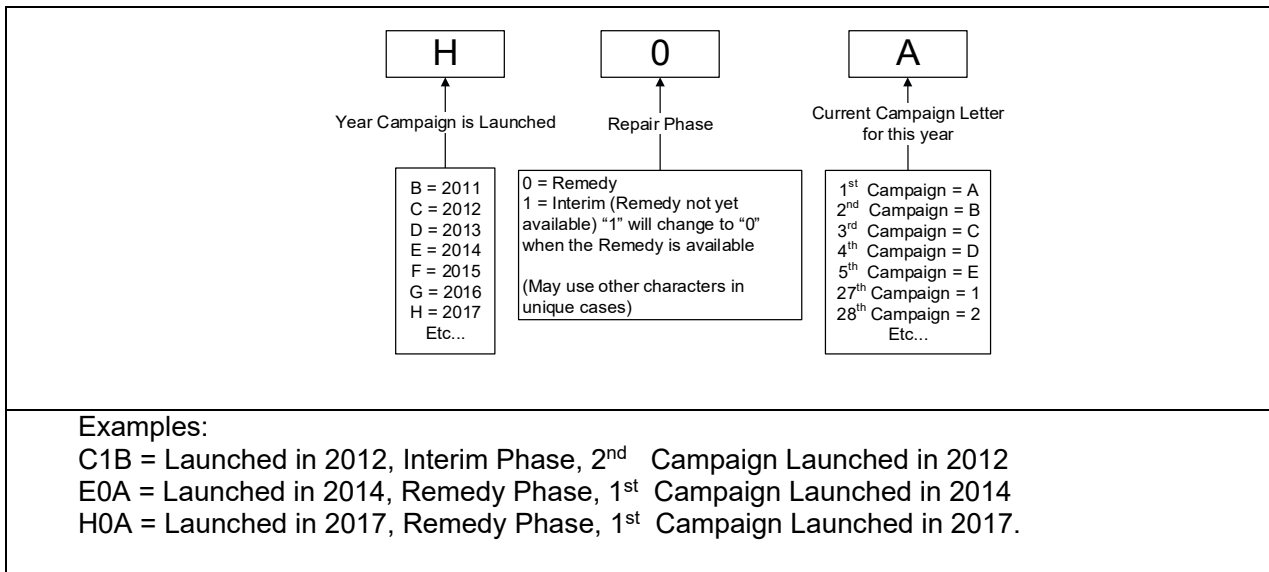 H
0
A
Year Campaign is Launched
Repair Phase
Current Campaign Letter
for this year
B = 2011
C = 2012
D = 2013
E = 2014
F = 2015
G = 2016
H = 2017
Etc...
0 = Remedy
1 = Interim (Remedy not yet
available) “1” will change to “0”
when the Remedy is available
(May use other characters in
unique cases)
1st Campaign = A
2nd Campaign = B
3rd Campaign = C
4th Campaign = D
5th Campaign = E
27th Campaign = 1
28th Campaign = 2
Etc...
Examples:
C1B = Launched in 2012, Interim Phase, 2nd Campaign Launched in 2012
E0A = Launched in 2014, Remedy Phase, 1st Campaign Launched in 2014
H0A = Launched in 2017, Remedy Phase, 1st Campaign Launched in 2017.